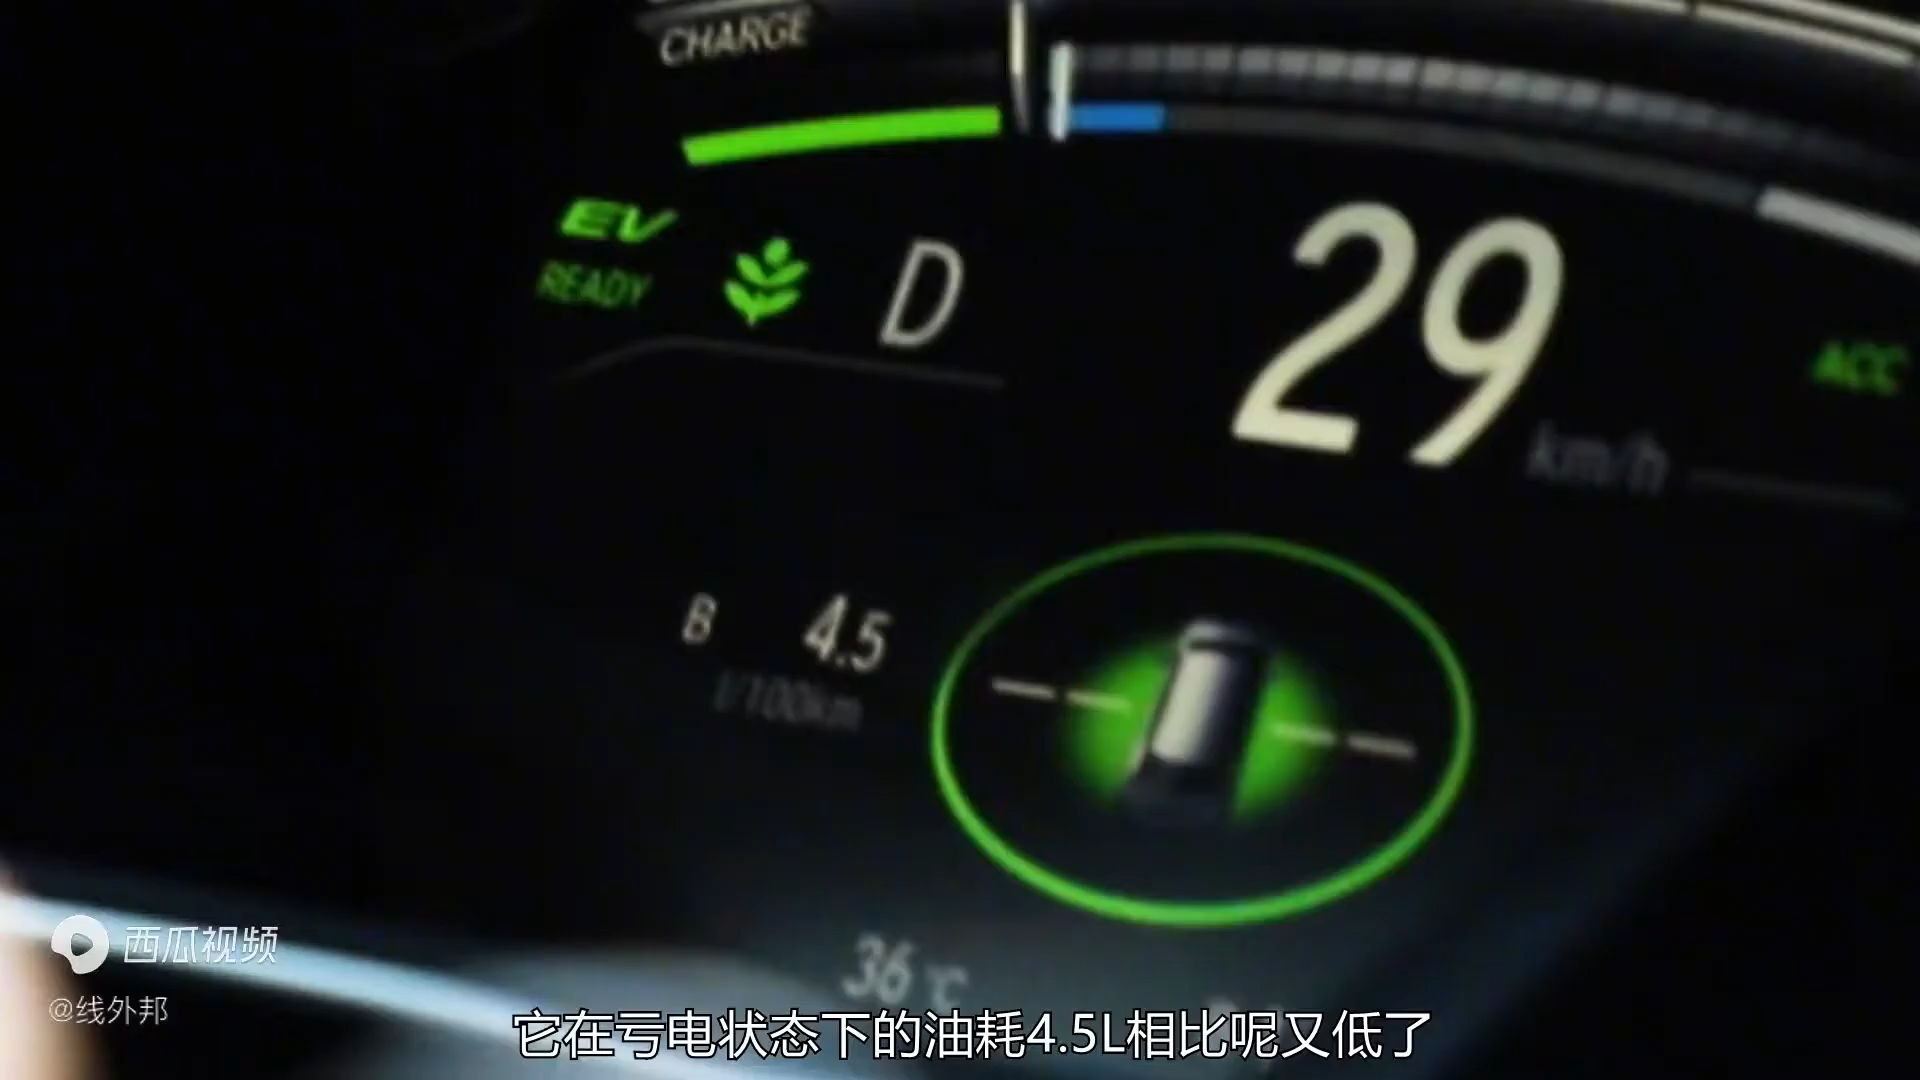 CHARGE
EV
READY
D
29
km/h
ACC
B 4.5
l/100km
36 °C
西瓜视频
@线外邦
它在亏电状态下的油耗4.5L相比呢又低了